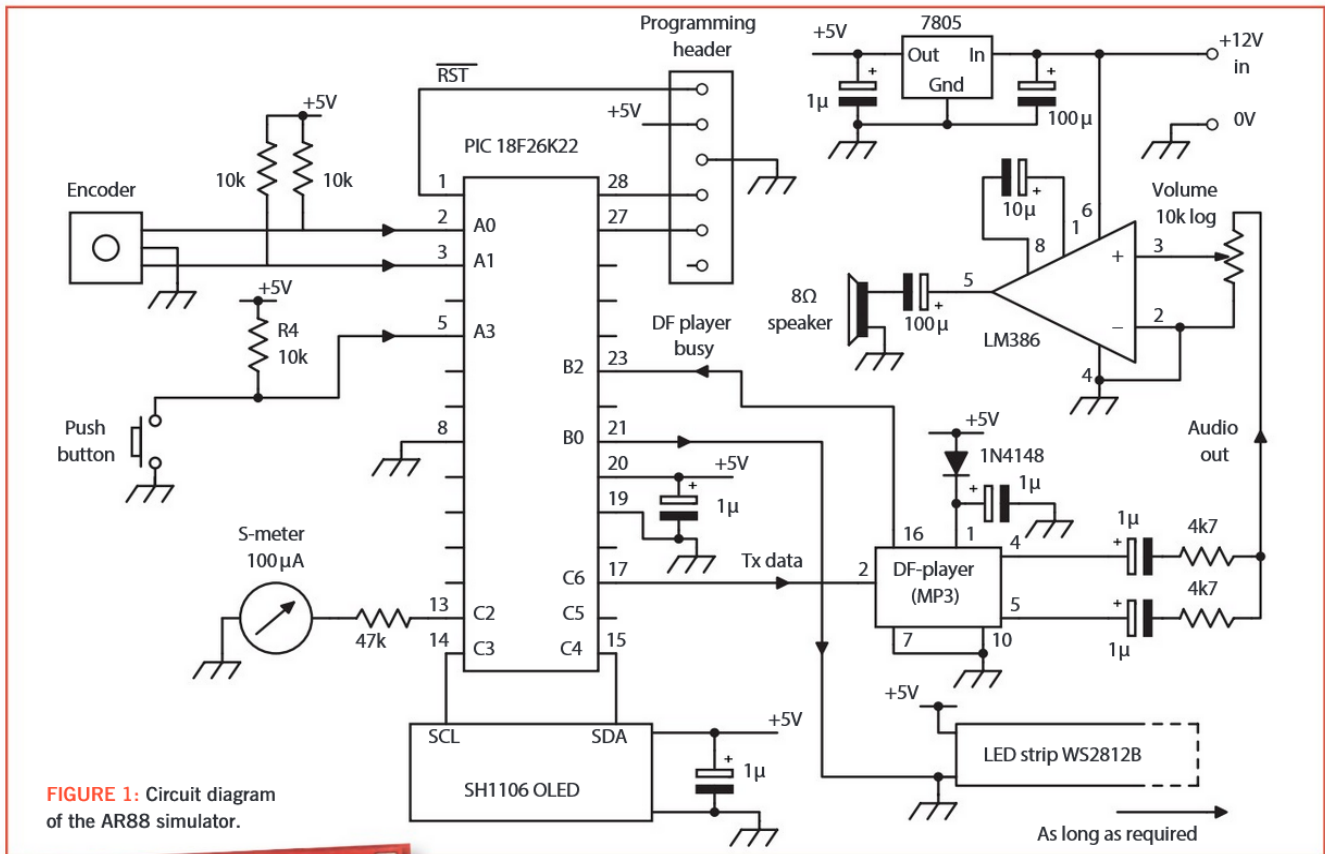 Programming
header
7805
+5V
Out
In
Gnd
+12V
in
0V
+
1µ
+
100µ
RST
+5V
PIC 18F26K22
+5V
10k
10k
Encoder
1
2
3
A0
A1
28
27
+5V
R4
10k
5
A3
Push
button
8
DF player
busy
B2
23
B0
21
20
+5V
19
+
1µ
S-meter
100µA
47k
13
C2
14
C3
C6
17
C5
C4
15
Tx data
SCL
SDA
SH1106 OLED
+5V
+
1µ
10µ
+
1
6
8
Volume
10k log
3
+
2
−
5
4
LM386
8Ω
speaker
100µ
+
Audio
out
+5V
1N4148
+
1µ
16
1
2
DF-player
(MP3)
4
5
7
10
1µ
+
4k7
4k7
+
1µ
+5V
LED strip WS2812B
As long as required
FIGURE 1: Circuit diagram
of the AR88 simulator.